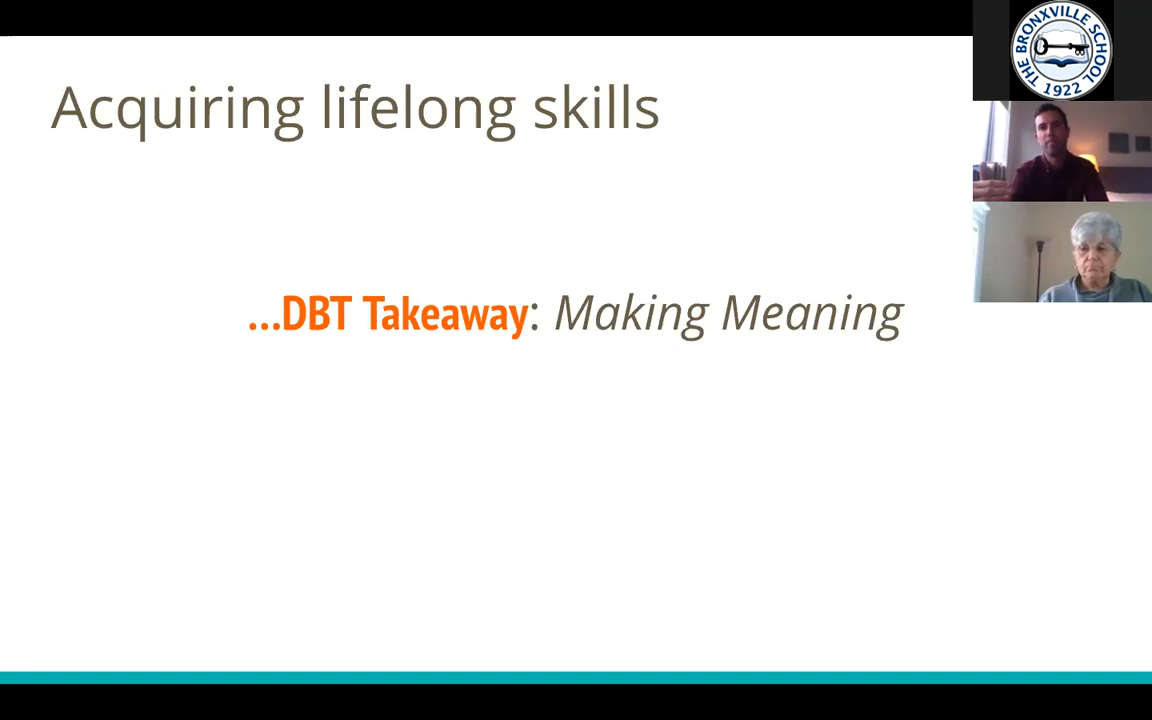 Acquiring lifelong skills
...DBT Takeaway: Making Meaning
THE BRONXVILLE SCHOOL
1922